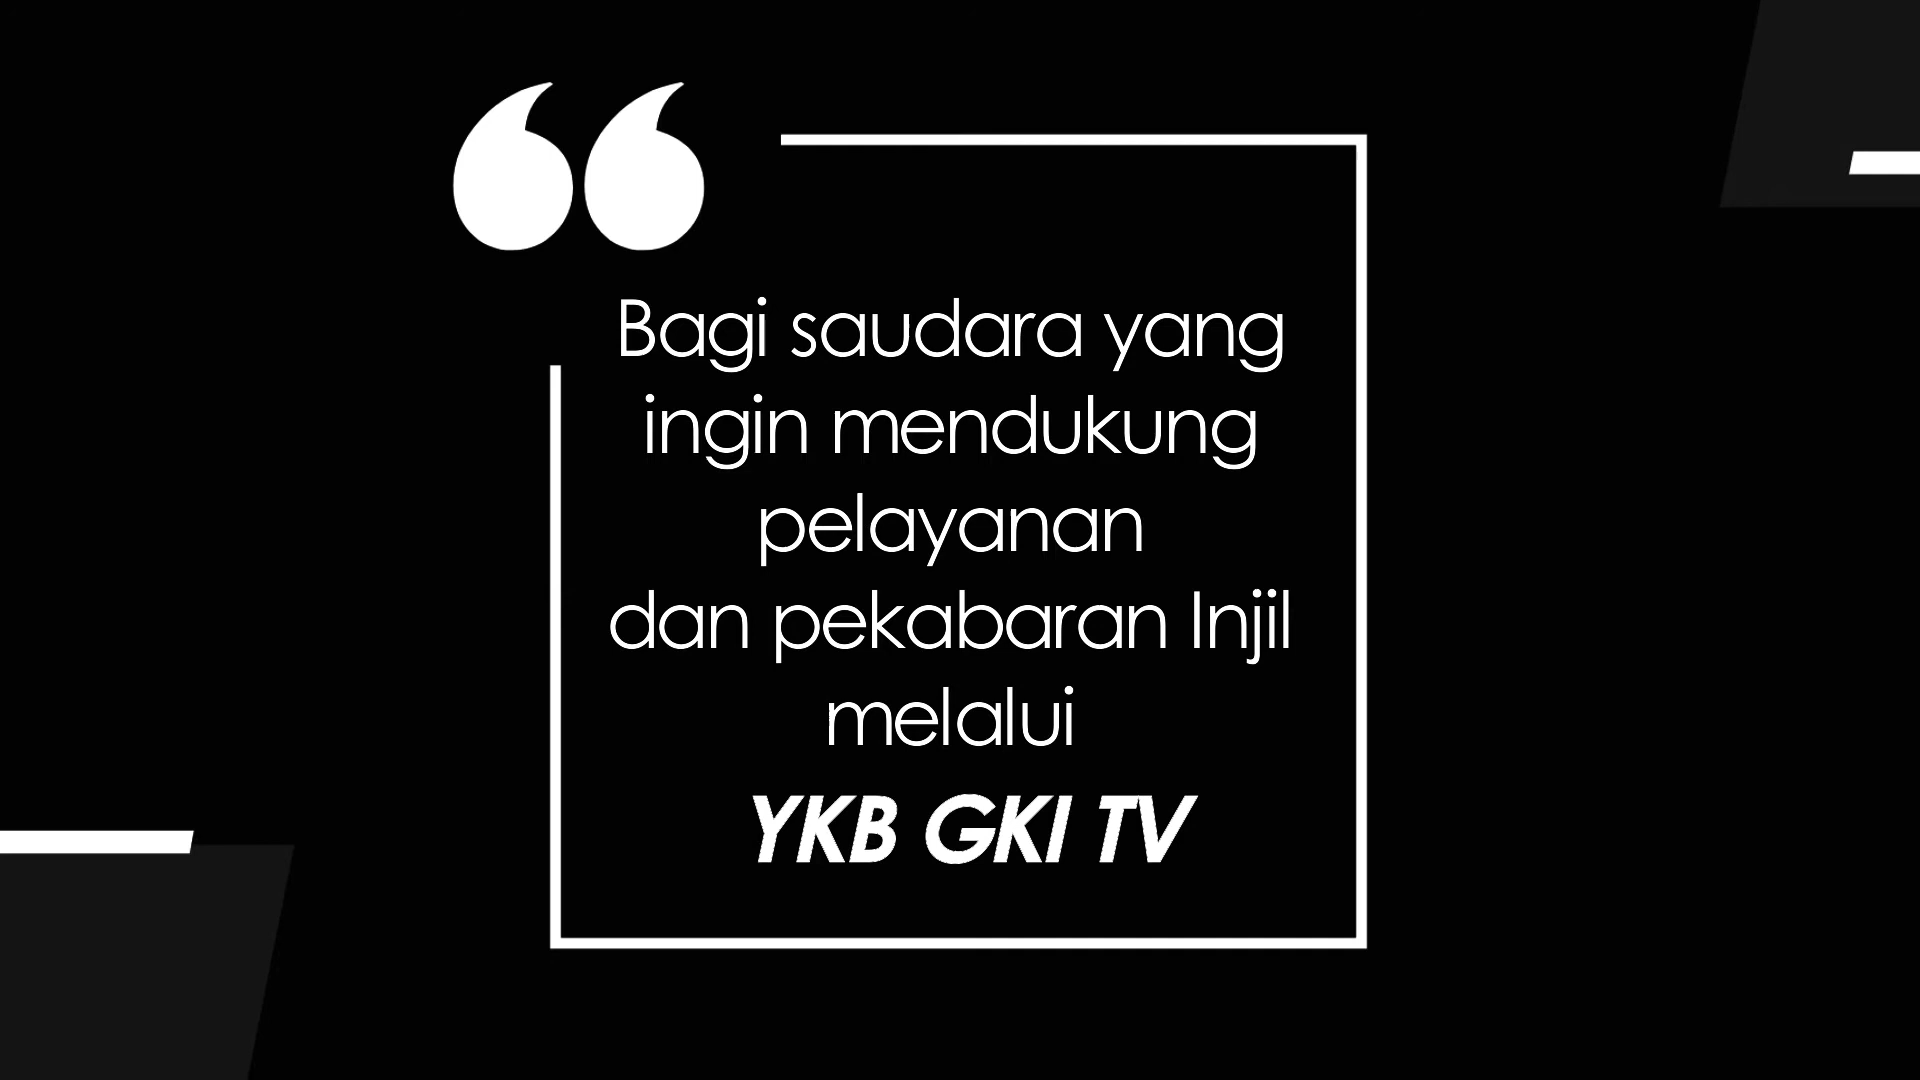 Bagi saudara yang
ingin mendukung
pelayanan
dan pekabaran Injil
melalui
YKB GKI TV